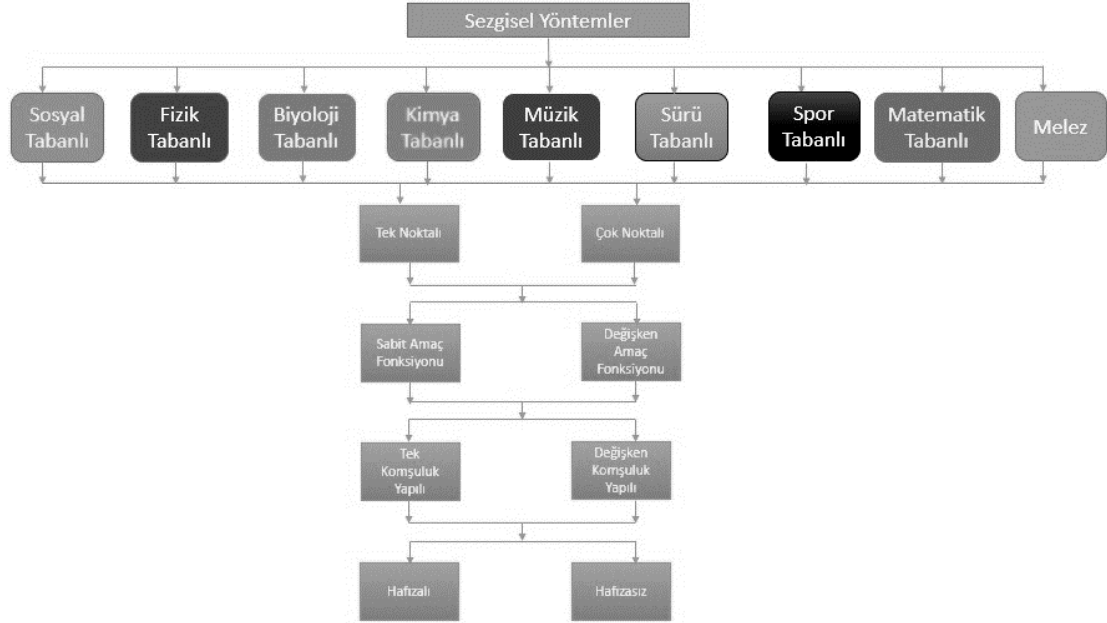 Sezgisel Yöntemler
Sosyal
Tabanlı
Fizik
Tabanlı
Biyoloji
Tabanlı
Kimya
Tabanlı
Müzik
Tabanlı
Sürü
Tabanlı
Spor
Tabanlı
Matematik
Tabanlı
Melez
Tek Noktalı
Çok Noktalı
Sabit Amaç
Fonksiyonu
Değişken
Amaç
Fonksiyonu
Tek
Komşuluk
Yapılı
Değişken
Komşuluk
Yapılı
Hafızalı
Hafızasız